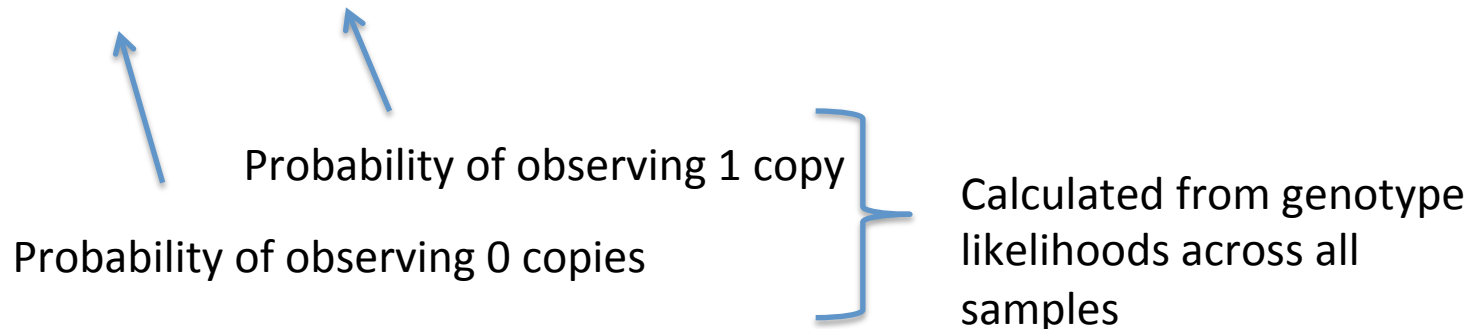 Probability of observing 1 copy
Probability of observing 0 copies
Calculated from genotype
likelihoods across all
samples